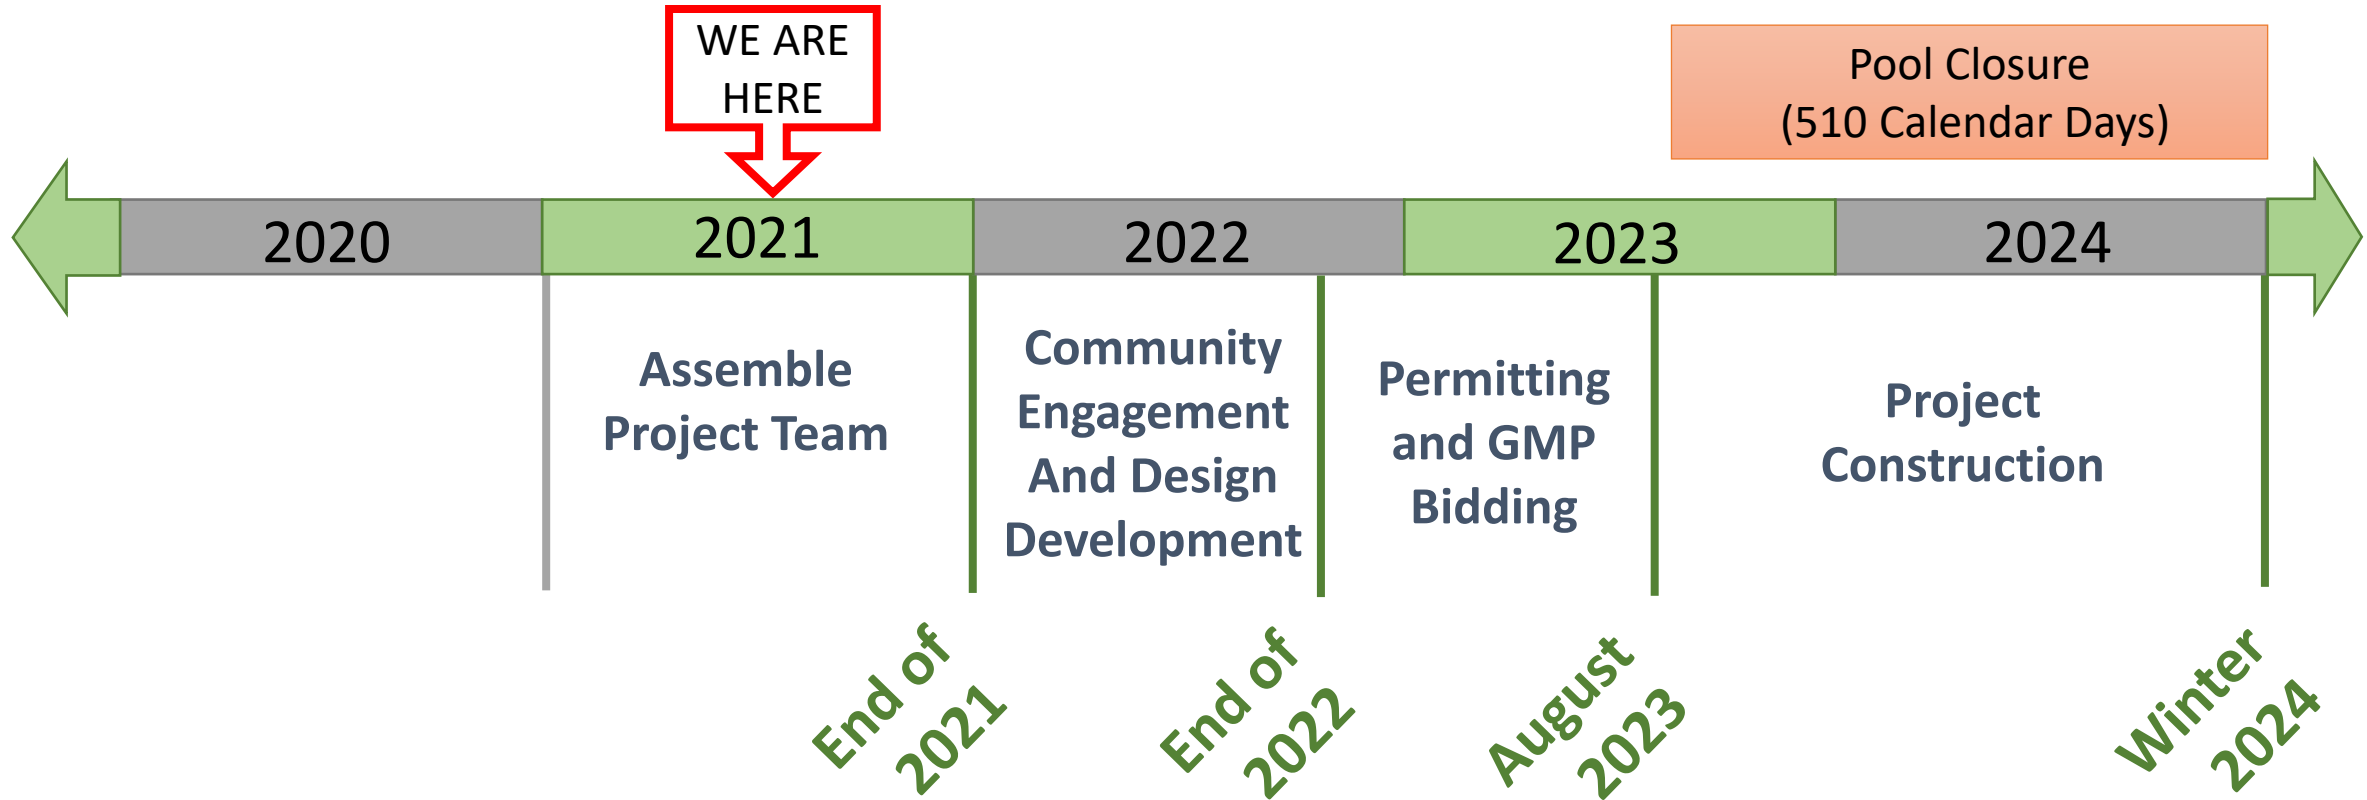 WE ARE
HERE
Pool Closure
(510 Calendar Days)
2020
2021
2022
2023
2024
Assemble
Project Team
Community
Engagement
And Design
Development
Permitting
and GMP
Bidding
Project
Construction
End of
2021
End of
2022
August
2023
Winter
2024